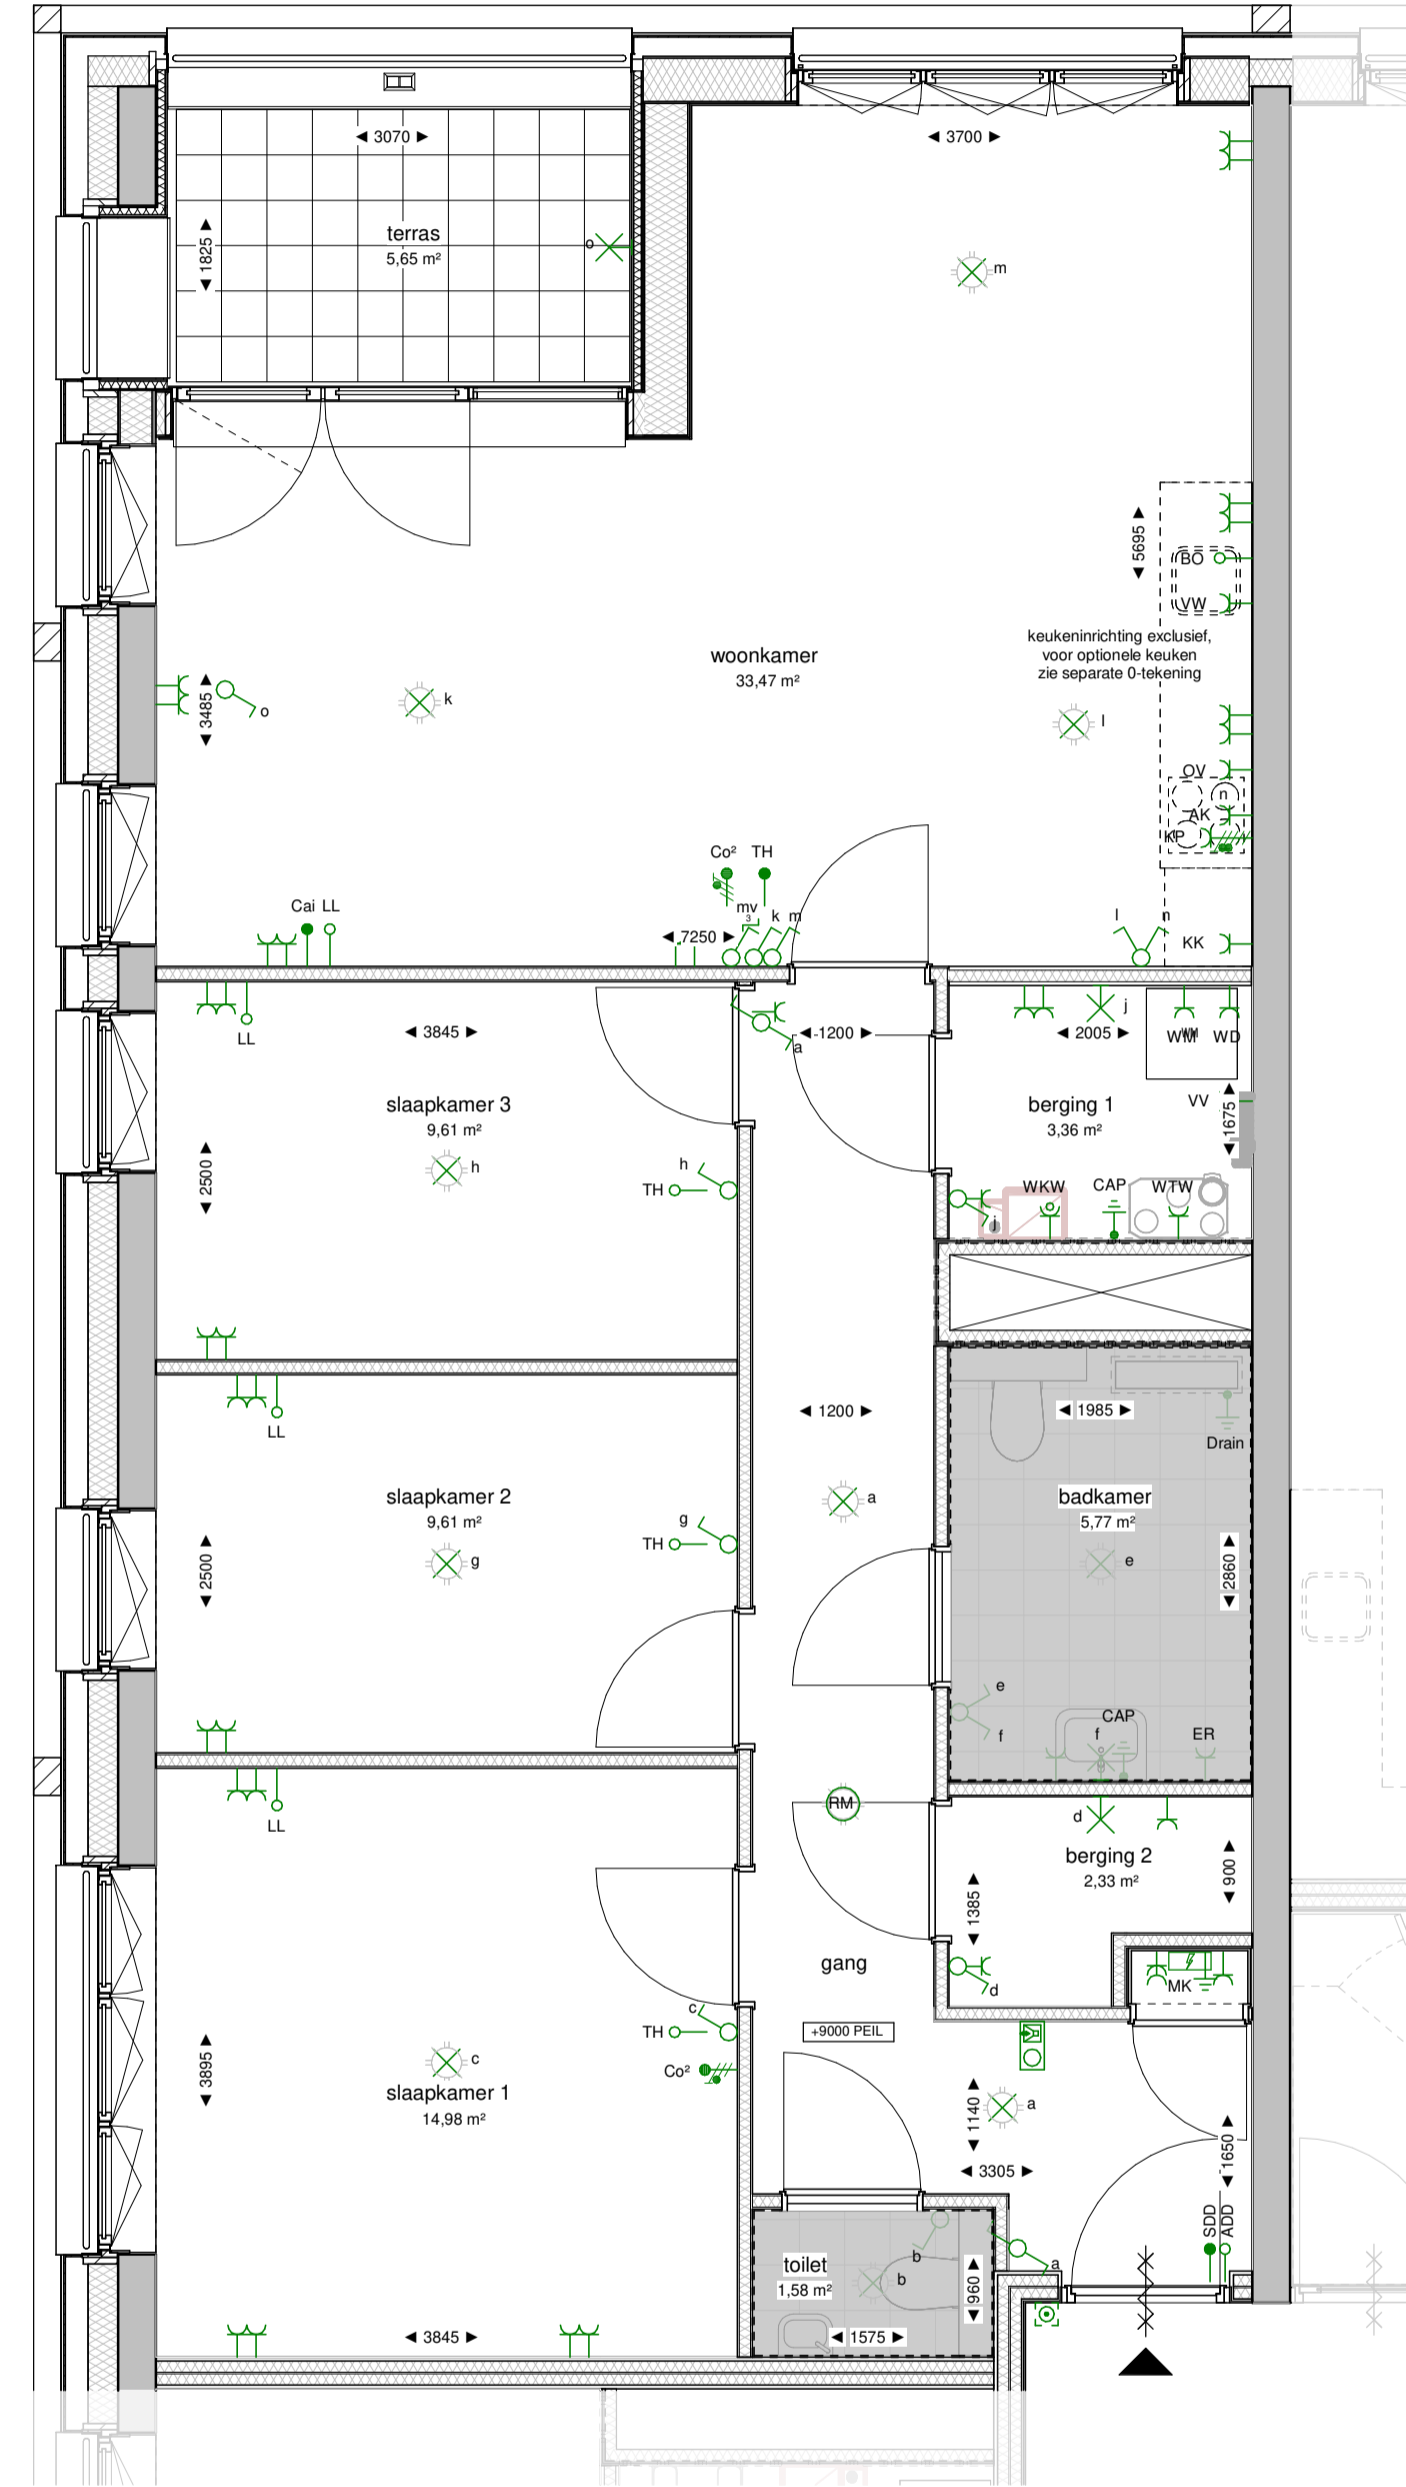 ◄ 3070 ►
◄ 3700 ►
◄ 1825 ►
terras
5,65 m²
o
m
◄ 5695 ►
BO
VW
keukeninrichting exclusief,
voor optionele keuken
zie separate 0-tekening
woonkamer
33,47 m²
◄ 3485 ►
o
k
l
OV
n
AK
KP
Co² TH
mv
3
k m
Cai LL
◄ 7250 ►
l n
KK
LL
◄ 3845 ►
a
◄ 1200 ►
◄ 2005 ►
j
WM
WD
slaapkamer 3
9,61 m²
berging 1
3,36 m²
VV
◄ 1675 ►
◄ 2500 ►
h
h
TH
j
WKW
CAP
WTW
LL
◄ 1200 ►
◄ 1985 ►
Drain
slaapkamer 2
9,61 m²
a
badkamer
5,77 m²
g
g
TH
◄ 2500 ►
e
◄ 2860 ►
e
f
CAP
f
ER
LL
RM
d
berging 2
2,33 m²
◄ 900 ►
◄ 1385 ►
gang
d
MK
c
TH
+9000 PEIL
c
Co²
◄ 3895 ►
slaapkamer 1
14,98 m²
◄ 1140 ►
a
◄ 1650 ►
◄ 3305 ►
SDD
ADD
b
a
toilet
1,58 m²
b
◄ 960 ►
◄ 3845 ►
◄ 1575 ►